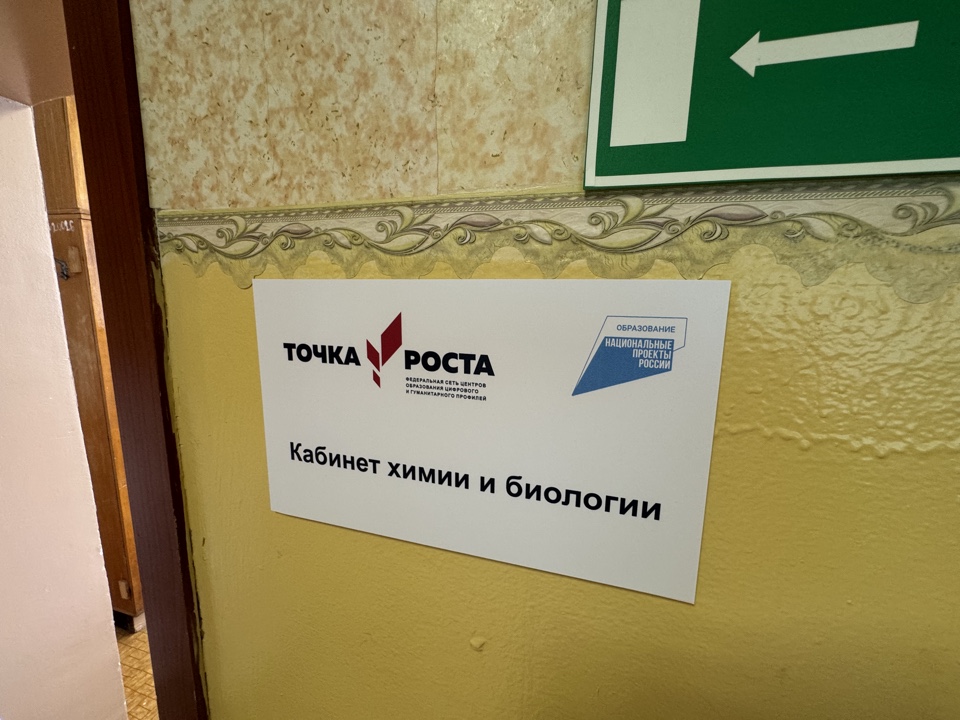 ТОЧКА РОСТА
ФЕДЕРАЛЬНАЯ СЕТЬ ЦЕНТРОВ
ОБРАЗОВАНИЯ ЦИФРОВОГО
И ГУМАНИТАРНОГО ПРОФИЛЕЙ
ОБРАЗОВАНИЕ
НАЦИОНАЛЬНЫЕ
ПРОЕКТЫ
РОССИИ
Кабинет химии и биологии